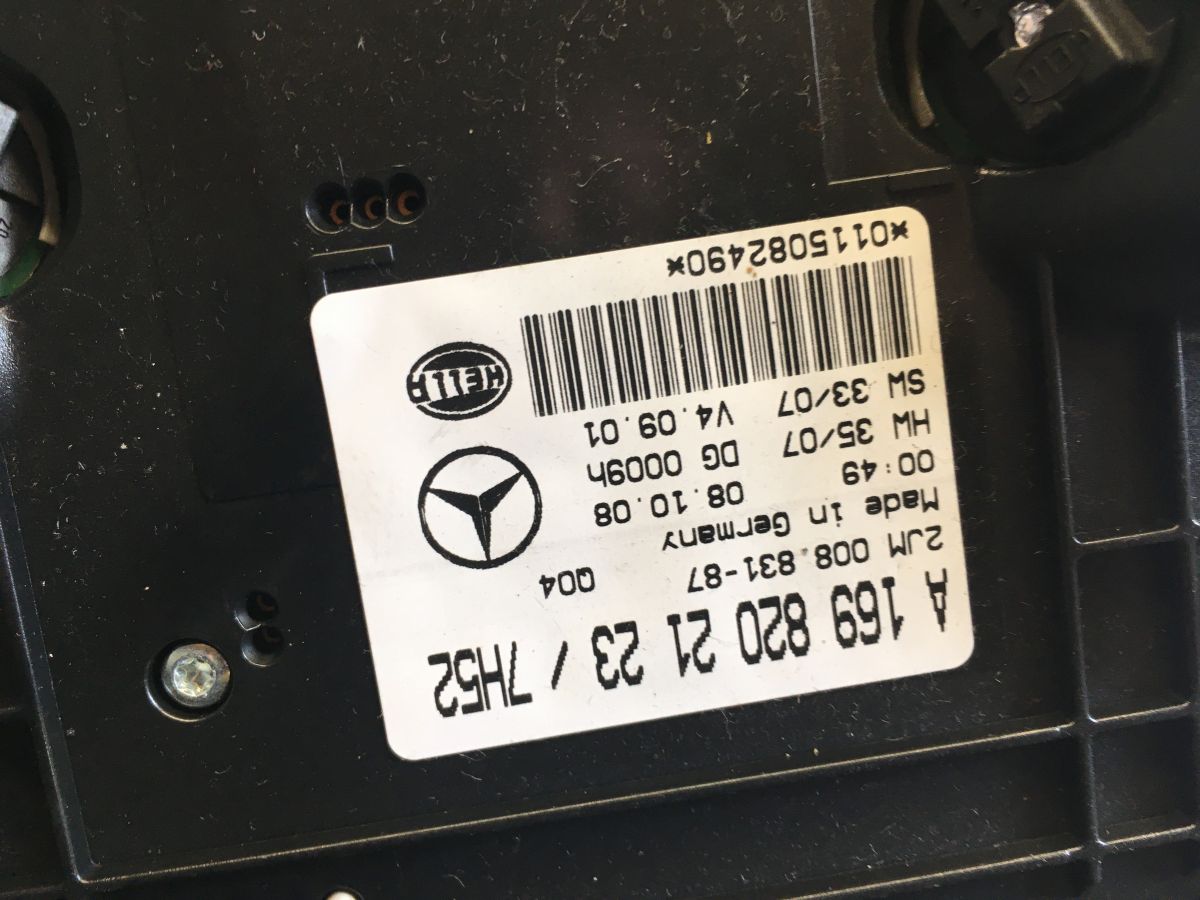 A 169 820 21 23 / 7H52
2JM 008.831-87 Q04
Made in Germany
00:49 08.10.08
HW 35/07 DG 0009h
SW 33/07 V4.09.01
*0115082490*
HELLA